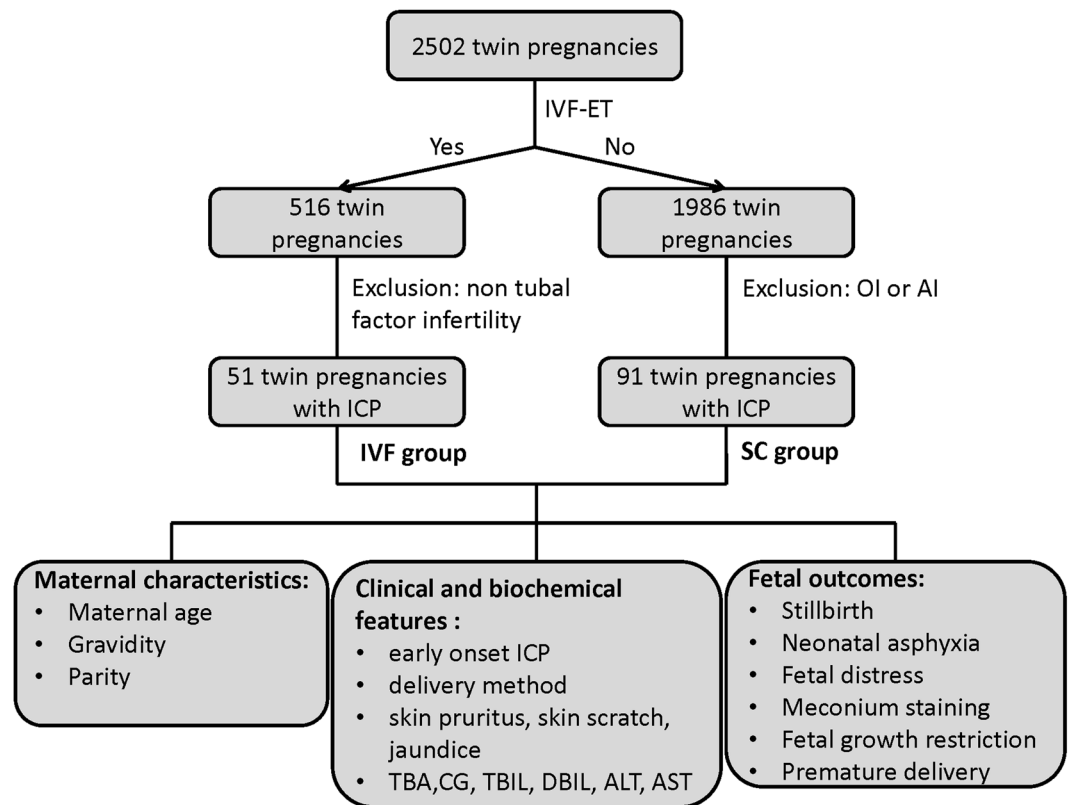 2502 twin pregnancies
IVF-ET
Yes
No
516 twin
pregnancies
1986 twin
pregnancies
Exclusion: non tubal
factor infertility
Exclusion: OI or AI
51 twin pregnancies
with ICP
91 twin pregnancies
with ICP
IVF group
SC group
Maternal characteristics:
• Maternal age
• Gravidity
• Parity
Clinical and biochemical
features :
• early onset ICP
• delivery method
• skin pruritus, skin scratch,
jaundice
• TBA,CG, TBIL, DBIL, ALT, AST
Fetal outcomes:
• Stillbirth
• Neonatal asphyxia
• Fetal distress
• Meconium staining
• Fetal growth restriction
• Premature delivery